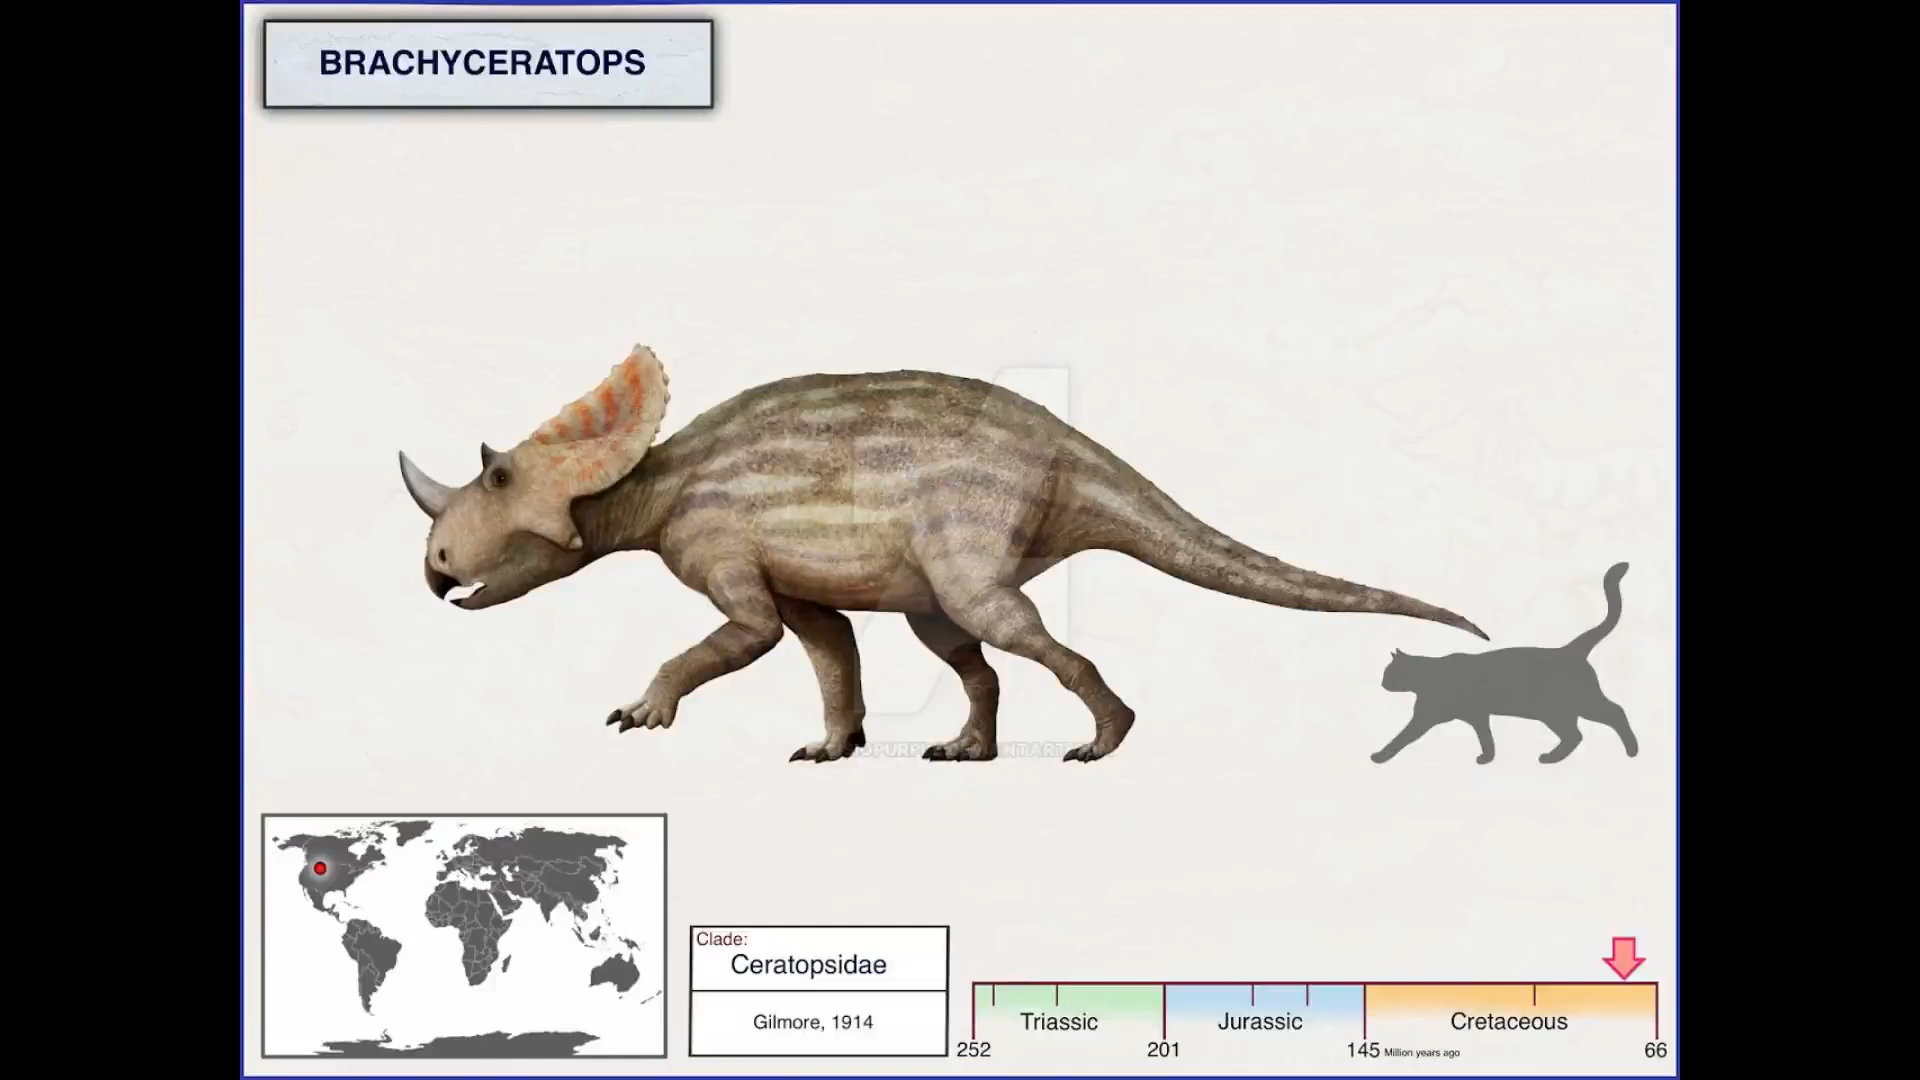 BRACHYCERATOPS
Clade:
Ceratopsidae
Gilmore, 1914
Triassic
Jurassic
Cretaceous
252
201
145 Million years ago
66